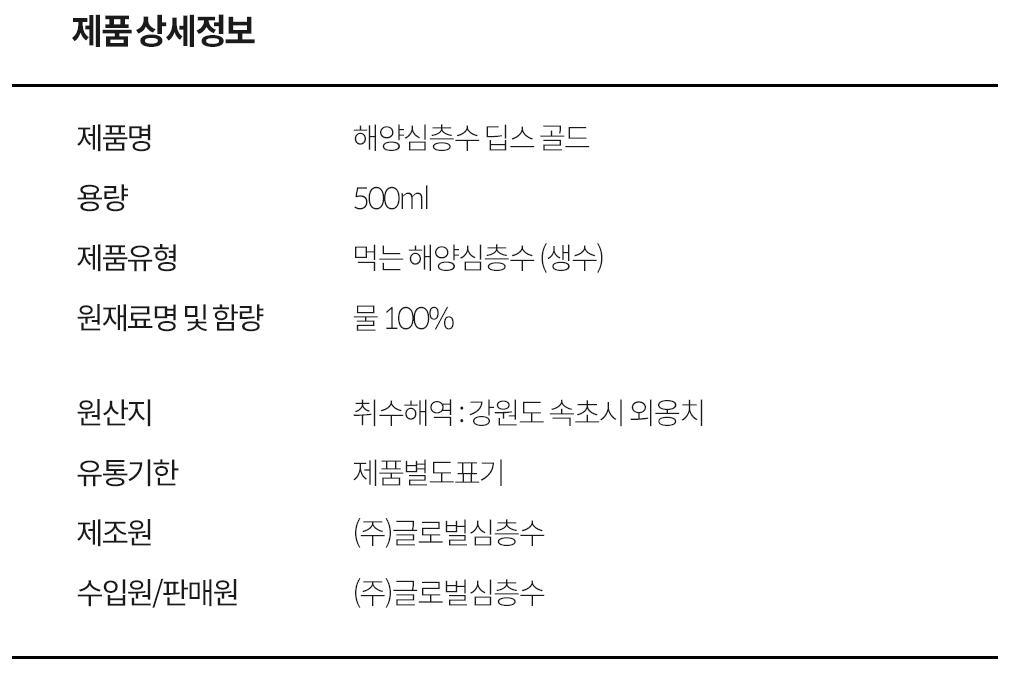 제품 상세정보
제품명 해양심층수 딥스 골드
용량 500ml
제품유형 먹는 해양심층수 (생수)
원재료명 및 함량 물 100%
원산지 취수해역 : 강원도 속초시 외옹치
유통기한 제품별도표기
제조원 (주)글로벌심층수
수입원/판매원 (주)글로벌심층수